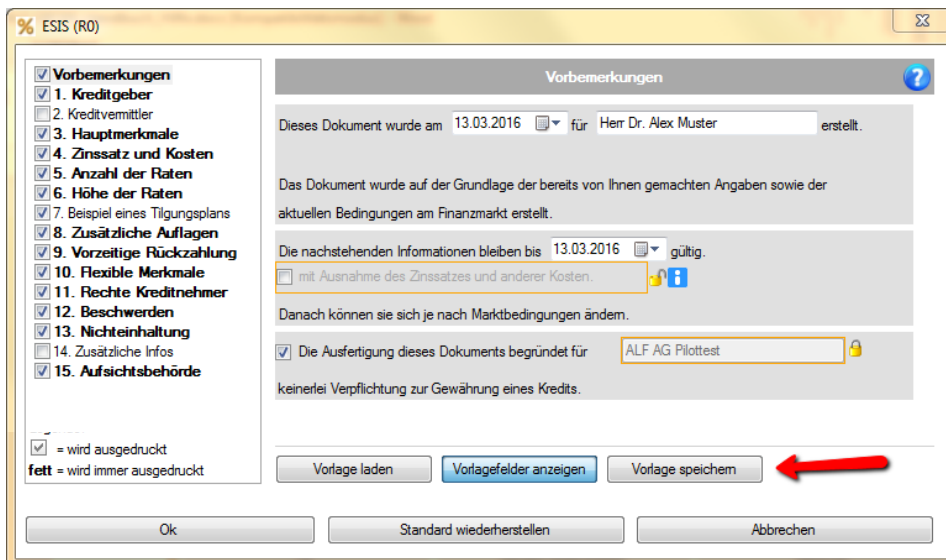 % ESIS (R0)
Vorbemerkungen
1. Kreditgeber
2. Kreditvermittler
3. Hauptmerkmale
4. Zinssatz und Kosten
5. Anzahl der Raten
6. Höhe der Raten
7. Beispiel eines Tilgungsplans
8. Zusätzliche Auflagen
9. Vorzeitige Rückzahlung
10. Flexible Merkmale
11. Rechte Kreditnehmer
12. Beschwerden
13. Nichteinhaltung
14. Zusätzliche Infos
15. Aufsichtsbehörde
= wird ausgedruckt
fett = wird immer ausgedruckt
Vorbemerkungen ?
Dieses Dokument wurde am 13.03.2016 für Herr Dr. Alex Muster erstellt.
Das Dokument wurde auf der Grundlage der bereits von Ihnen gemachten Angaben sowie der
aktuellen Bedingungen am Finanzmarkt erstellt.
Die nachstehenden Informationen bleiben bis 13.03.2016 gültig.
mit Ausnahme des Zinssatzes und anderer Kosten.
Danach können sie sich je nach Marktbedingungen ändern.
Die Ausfertigung dieses Dokuments begründet für ALF AG Pilottest
keinerlei Verpflichtung zur Gewährung eines Kredits.
Vorlage laden Vorlagefelder anzeigen Vorlage speichern
Ok Standard wiederherstellen Abbrechen